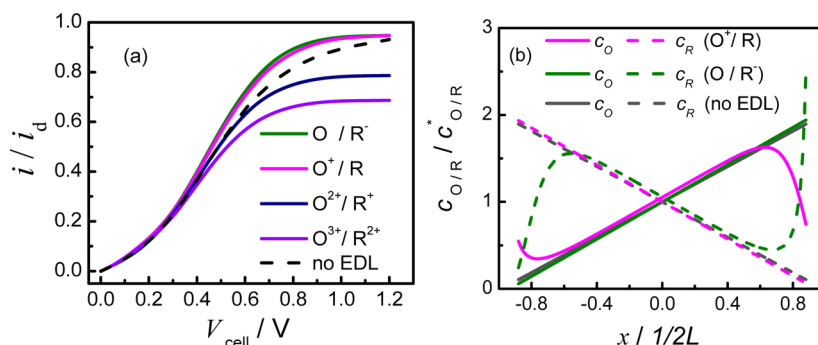 (a)
i / i_d
1.0
0.8
0.6
0.4
0.2
0.0
O / R⁻
O⁺/ R
O²⁺/ R⁺
O³⁺/ R²⁺
no EDL
0.0 0.2 0.4 0.6 0.8 1.0 1.2
V_cell / V
(b)
c_O/R / c*_O/R
3
2
1
0
c_O c_R (O⁺/ R)
c_O c_R (O / R⁻)
c_O c_R (no EDL)
-0.8 -0.4 0.0 0.4 0.8
x / 1/2L